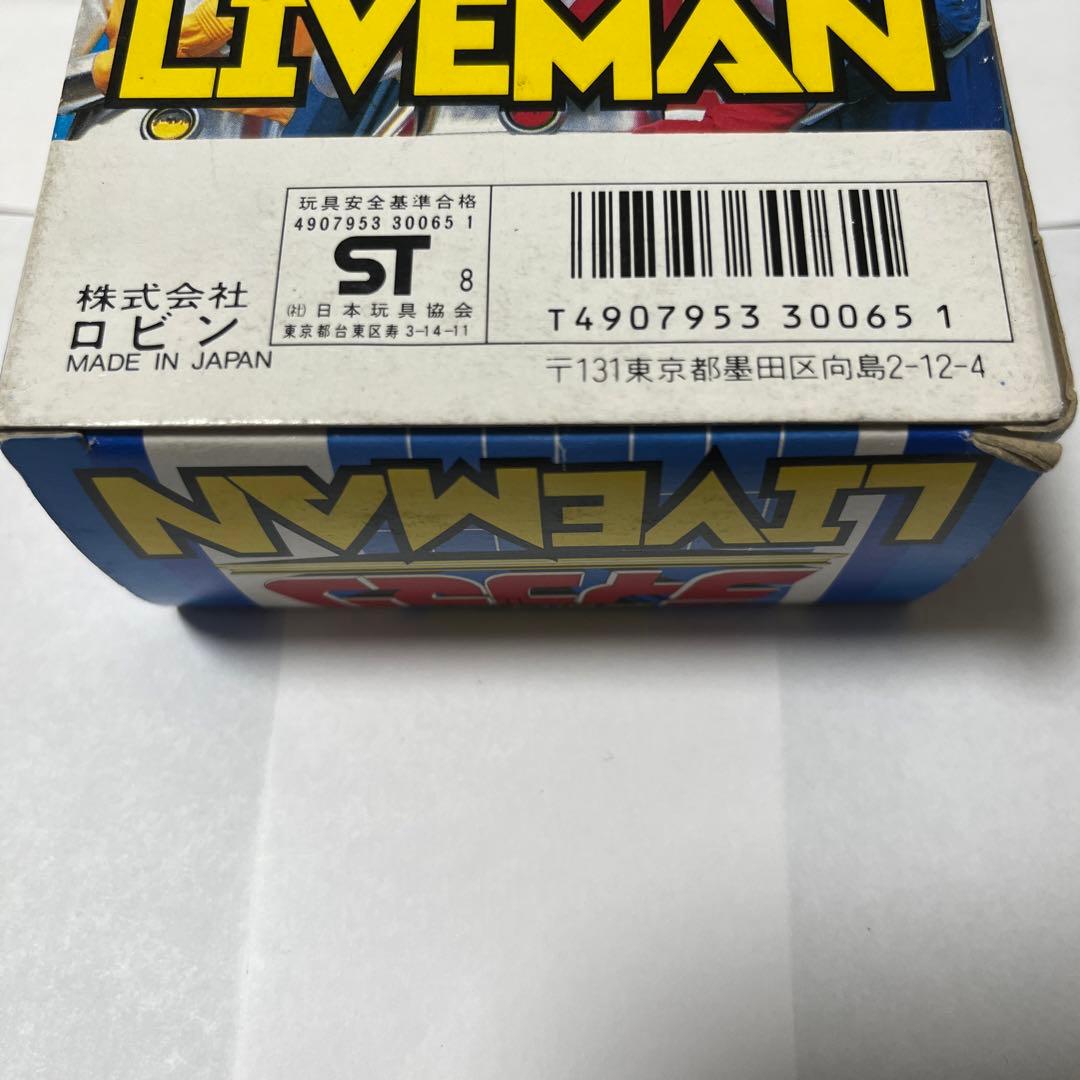 LIVEMAN
玩具安全基準合格
4907953 30065 1
ST 8
(社)日本玩具協会
東京都台東区寿 3-14-11
株式会社
ロビン
MADE IN JAPAN
T4907953 30065 1
〒131東京都墨田区向島2-12-4
LIVEMAN